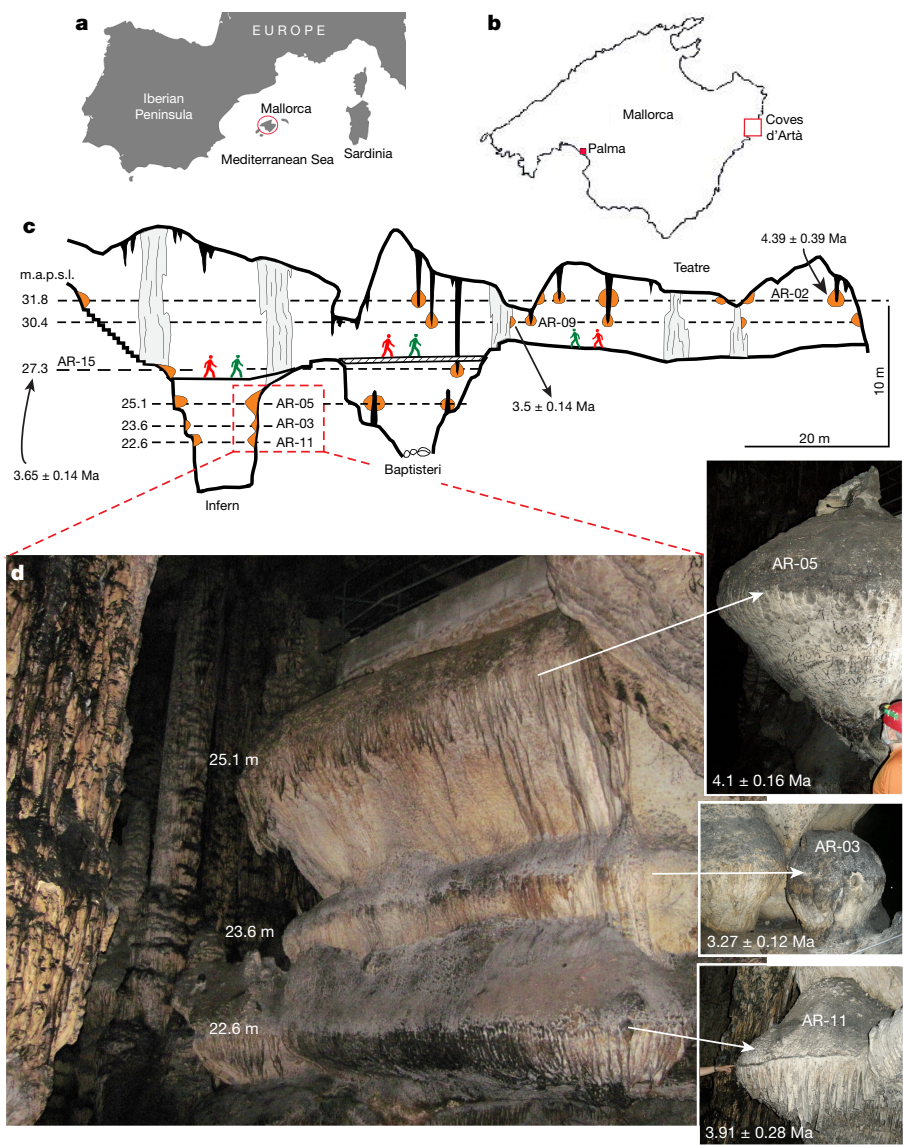 a
EUROPE
Iberian
Peninsula
Mallorca
Mediterranean Sea
Sardinia
b
Mallorca
Coves
d'Artà
Palma
c
4.39 ± 0.39 Ma
Teatre
m.a.p.s.l.
31.8
AR-02
30.4
AR-09
27.3
AR-15
25.1
AR-05
3.5 ± 0.14 Ma
10 m
23.6
AR-03
22.6
AR-11
20 m
3.65 ± 0.14 Ma
Baptisteri
Infern
d
AR-05
25.1 m
4.1 ± 0.16 Ma
AR-03
23.6 m
3.27 ± 0.12 Ma
22.6 m
AR-11
3.91 ± 0.28 Ma